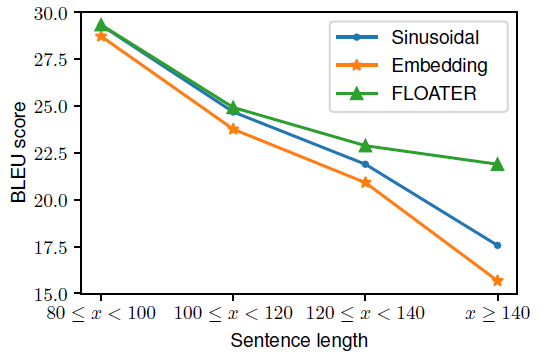 30.0
27.5
25.0
22.5
20.0
17.5
15.0
BLEU score
Sinusoidal
Embedding
FLOATER
80 ≤ x < 100 100 ≤ x < 120 120 ≤ x < 140 x ≥ 140
Sentence length